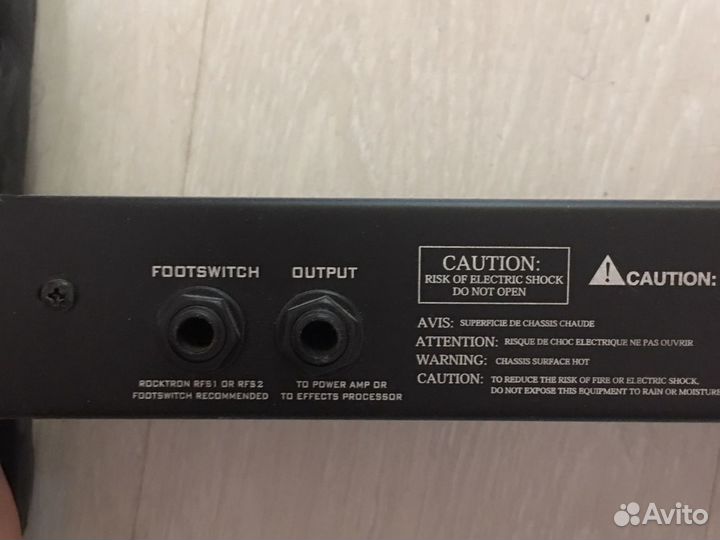 FOOTSWITCH
OUTPUT
ROCKTRON RFS1 OR RFS2
FOOTSWITCH RECOMMENDED
TO POWER AMP OR
TO EFFECTS PROCESSOR
CAUTION:
RISK OF ELECTRIC SHOCK
DO NOT OPEN
CAUTION:
AVIS: SUPERFICIE DE CHASSIS CHAUDE
ATTENTION: RISQUE DE CHOC ELECTRIQUE NE PAS OUVRIR
WARNING: CHASSIS SURFACE HOT
CAUTION: TO REDUCE THE RISK OF FIRE OR ELECTRIC SHOCK,
DO NOT EXPOSE THIS EQUIPMENT TO RAIN OR MOISTURE
Avito